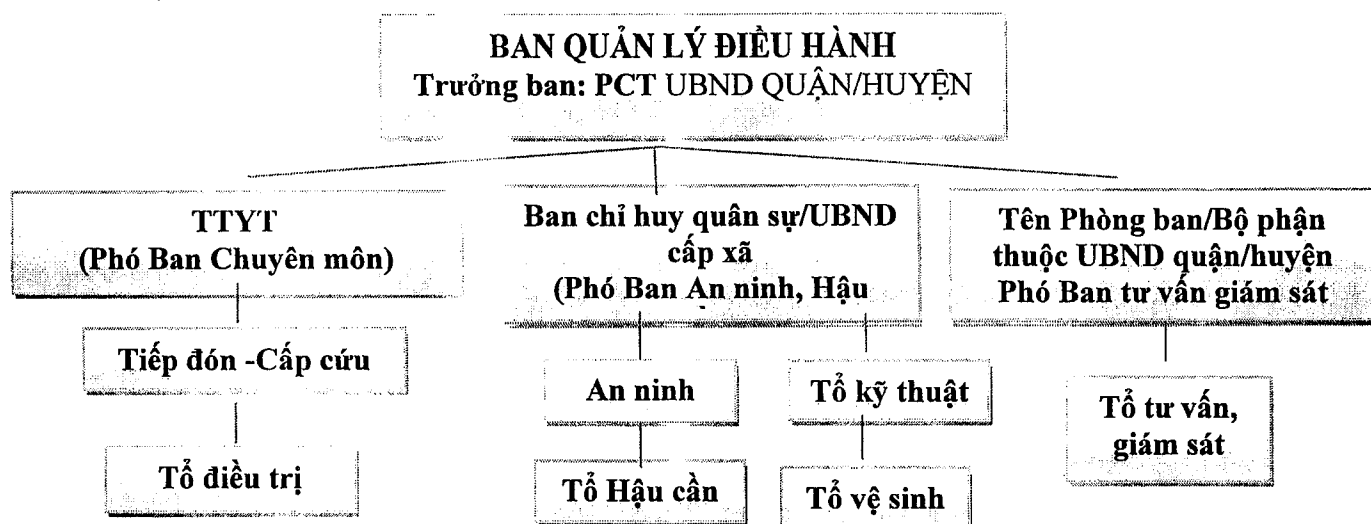 BAN QUẢN LÝ ĐIỀU HÀNH
Trưởng ban: PCT UBND QUẬN/HUYỆN
TTYT
(Phó Ban Chuyên môn)
Ban chỉ huy quân sự/UBND
cấp xã
(Phó Ban An ninh, Hậu
Tên Phòng ban/Bộ phận
thuộc UBND quận/huyện
Phó Ban tư vấn giám sát
Tiếp đón -Cấp cứu
An ninh
Tổ kỹ thuật
Tổ tư vấn,
giám sát
Tổ điều trị
Tổ Hậu cần
Tổ vệ sinh